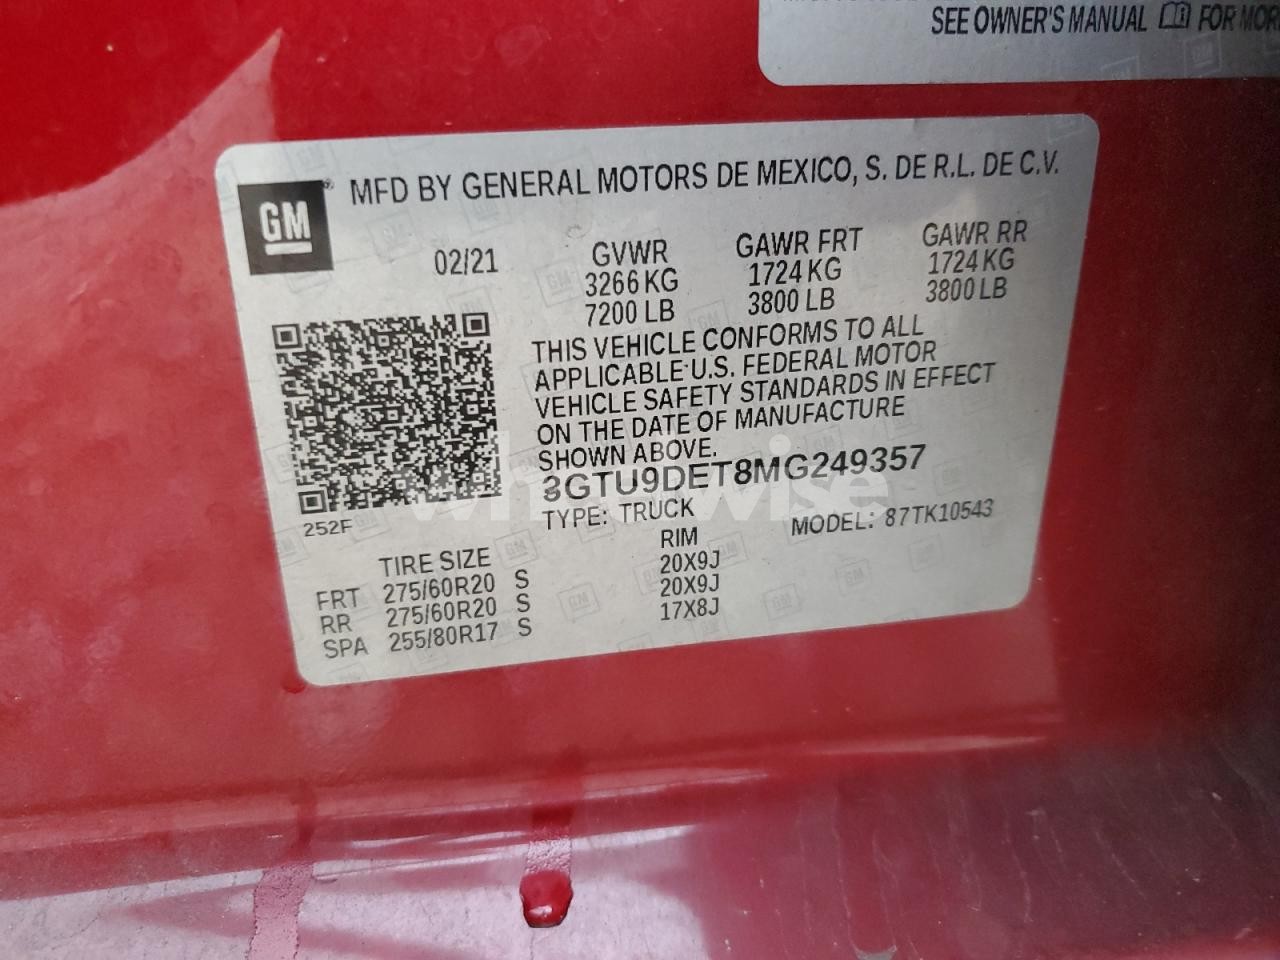 SEE OWNER'S MANUAL FOR MOR
GM
MFD BY GENERAL MOTORS DE MEXICO, S. DE R.L. DE C.V.
02/21 GVWR GAWR FRT GAWR RR
3266 KG 1724 KG 1724 KG
7200 LB 3800 LB 3800 LB
THIS VEHICLE CONFORMS TO ALL
APPLICABLE U.S. FEDERAL MOTOR
VEHICLE SAFETY STANDARDS IN EFFECT
ON THE DATE OF MANUFACTURE
SHOWN ABOVE.
3GTU9DET8MG249357
252F
TYPE: TRUCK MODEL: 87TK10543
TIRE SIZE RIM
FRT 275/60R20 S 20X9J
RR 275/60R20 S 20X9J
SPA 255/80R17 S 17X8J